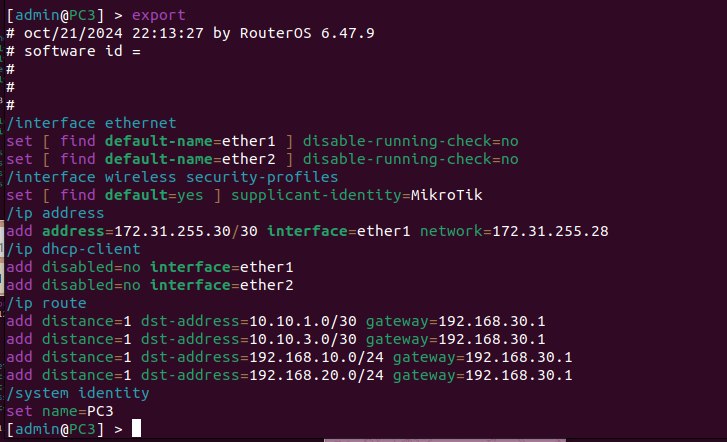 [admin@PC3] > export
# oct/21/2024 22:13:27 by RouterOS 6.47.9
# software id =
#
#
#
/interface ethernet
set [ find default-name=ether1 ] disable-running-check=no
set [ find default-name=ether2 ] disable-running-check=no
/interface wireless security-profiles
set [ find default=yes ] supplicant-identity=MikroTik
/ip address
add address=172.31.255.30/30 interface=ether1 network=172.31.255.28
/ip dhcp-client
add disabled=no interface=ether1
add disabled=no interface=ether2
/ip route
add distance=1 dst-address=10.10.1.0/30 gateway=192.168.30.1
add distance=1 dst-address=10.10.3.0/30 gateway=192.168.30.1
add distance=1 dst-address=192.168.10.0/24 gateway=192.168.30.1
add distance=1 dst-address=192.168.20.0/24 gateway=192.168.30.1
/system identity
set name=PC3
[admin@PC3] >